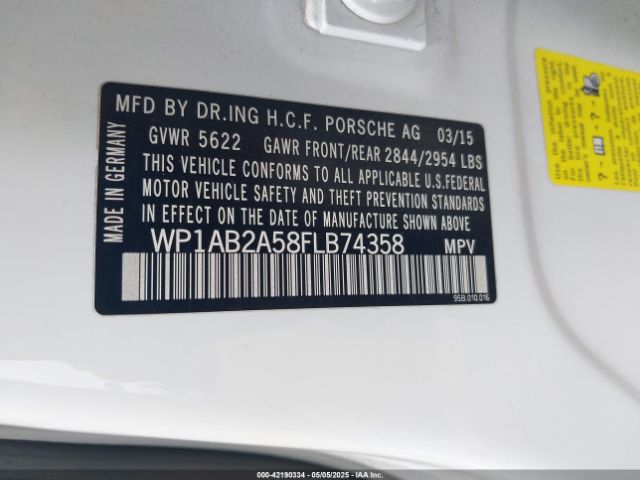 MADE IN GERMANY
MFD BY DR.ING H.C.F. PORSCHE AG 03/15
GVWR 5622 GAWR FRONT/REAR 2844/2954 LBS
THIS VEHICLE CONFORMS TO ALL APPLICABLE U.S.FEDERAL
MOTOR VEHICLE SAFETY AND THEFT PREVENTION STANDARDS
IN EFFECT ON THE DATE OF MANUFACTURE SHOWN ABOVE.
WP1AB2A58FLB74358 MPV
95B.010.016
000-42190334 - 05/05/2025 - IAAI.COM